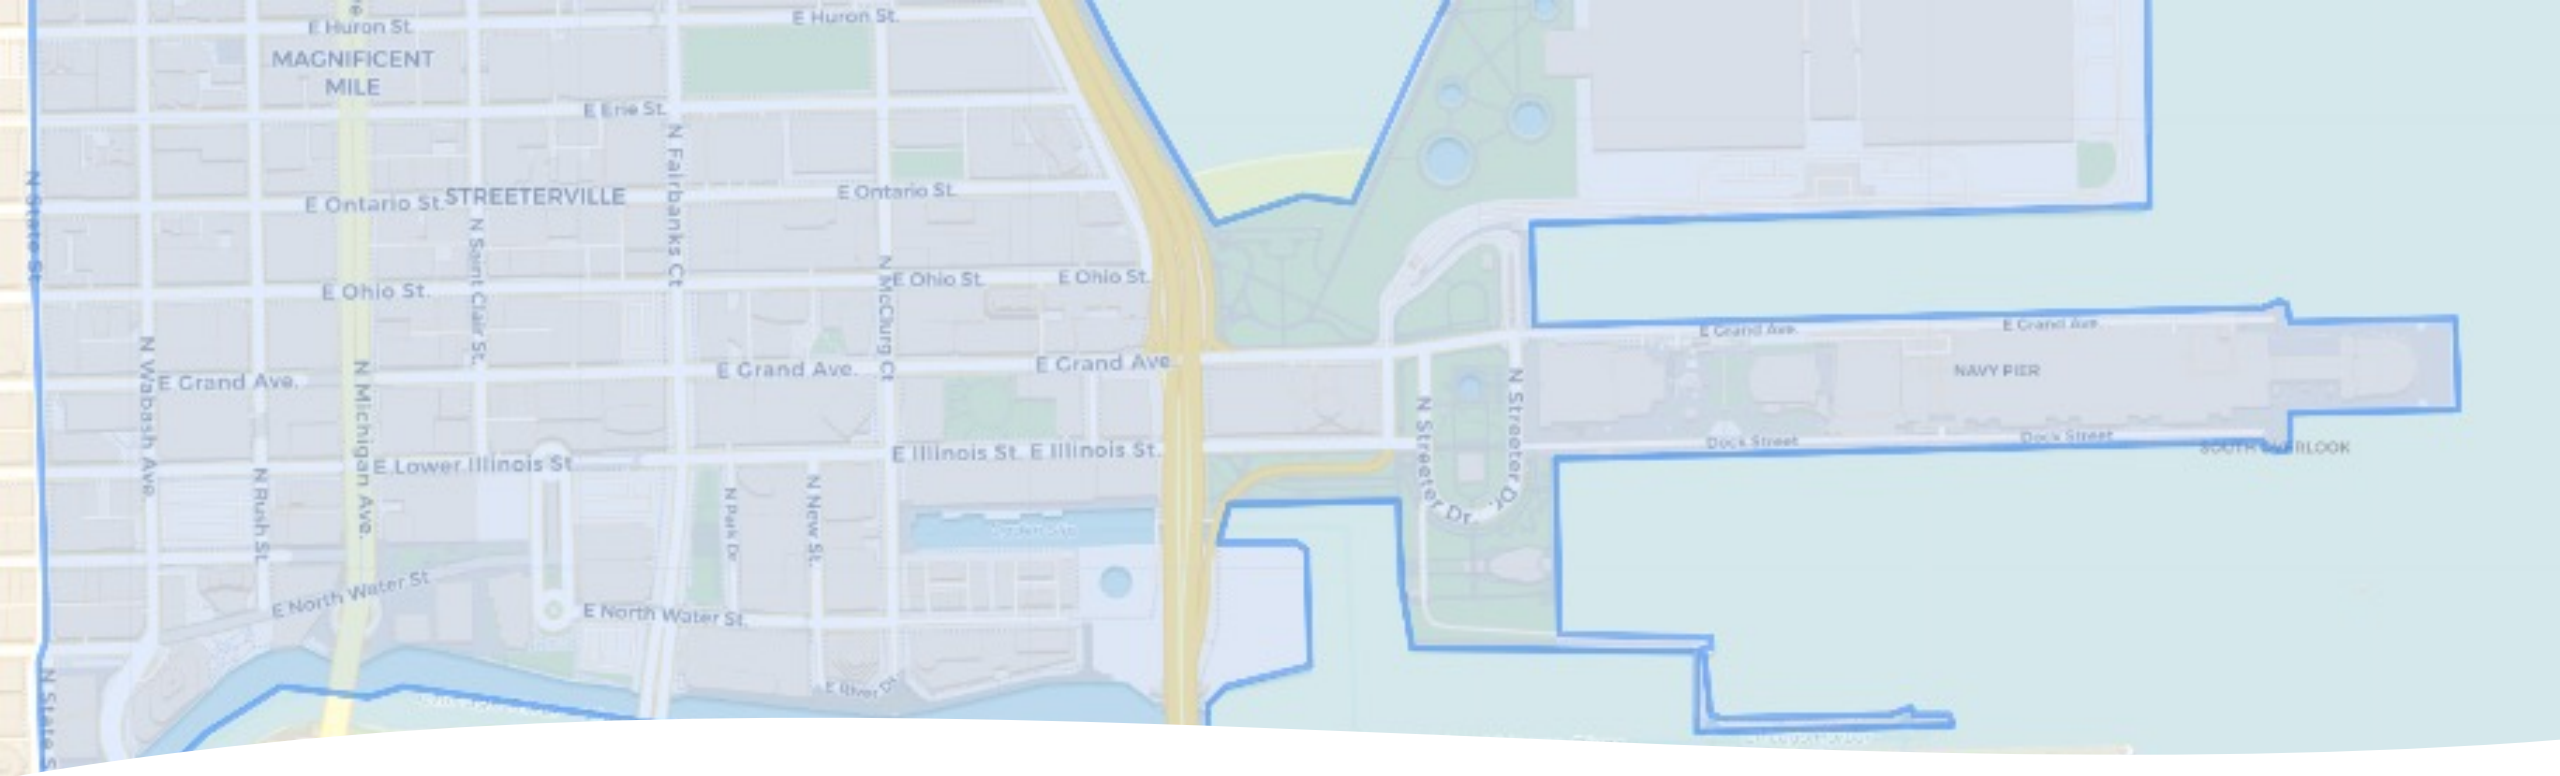 E Huron St.
E Huron St.
MAGNIFICENT
MILE
E Erie St.
N State St
N Fairbanks Ct
E Ontario St.
STREETERVILLE
E Ontario St.
N Saint Clair St.
N McClurg Ct
E Ohio St.
E Ohio St.
E Ohio St.
N Wabash Ave
E Grand Ave.
N Michigan Ave.
E Grand Ave.
E Grand Ave.
E Grand Ave.
E Grand Ave.
NAVY PIER
N Streeter Dr.
N Streeter Dr.
Dock Street
Dock Street
E Lower Illinois St
E Illinois St.
E Illinois St.
N Rush St.
N Park Dr
N New St.
E North Water St
E North Water St.
E River Dr
N State S